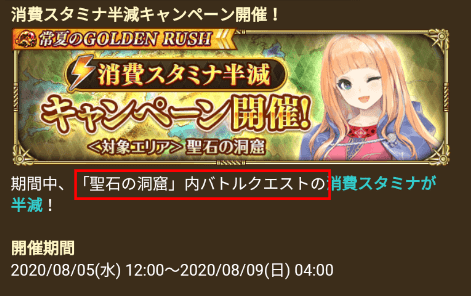 消費スタミナ半減キャンペーン開催！
常夏のGOLDEN RUSH
消費スタミナ半減
キャンペーン開催!
＜対象エリア＞聖石の洞窟
期間中、「聖石の洞窟」内バトルクエストの消費スタミナが
半減！
開催期間
2020/08/05(水) 12:00～2020/08/09(日) 04:00